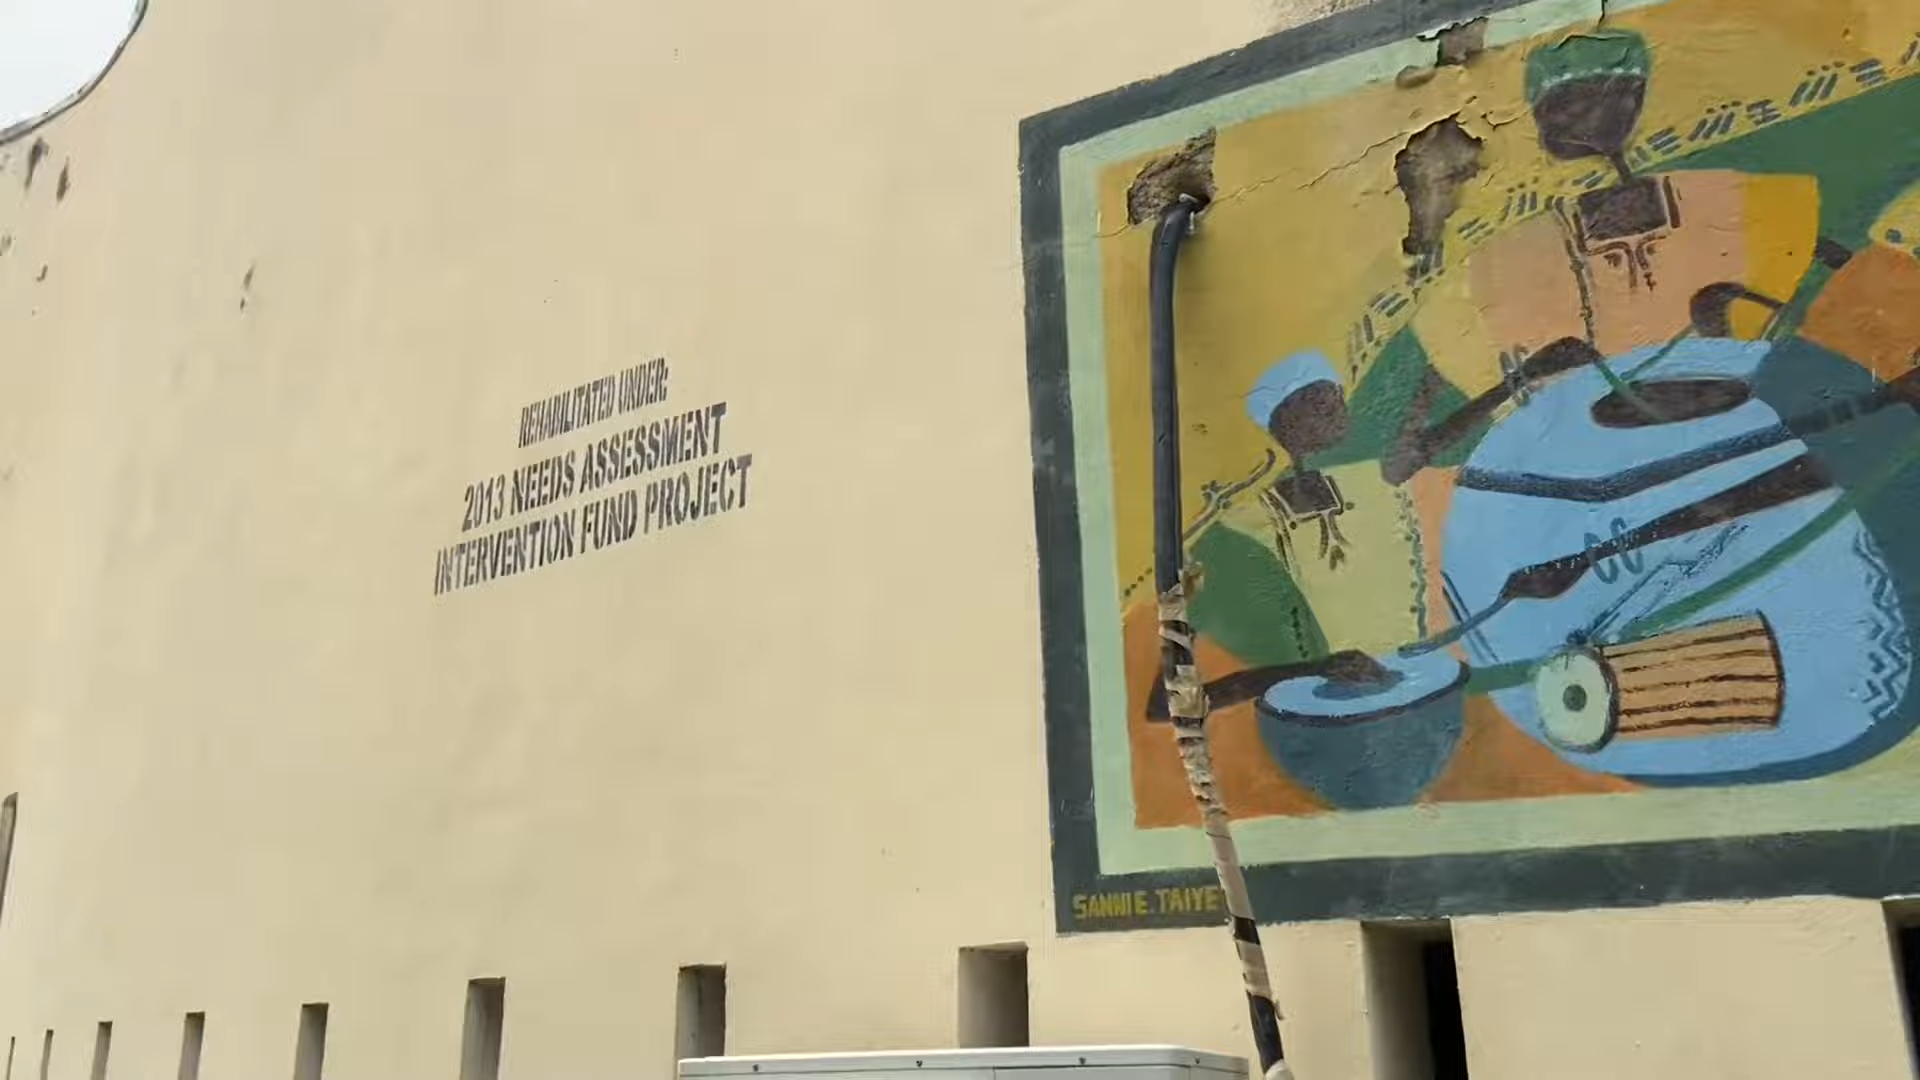 REHABILITATED UNDER:
2013 NEEDS ASSESSMENT
INTERVENTION FUND PROJECT
SANNI E. TAIYE